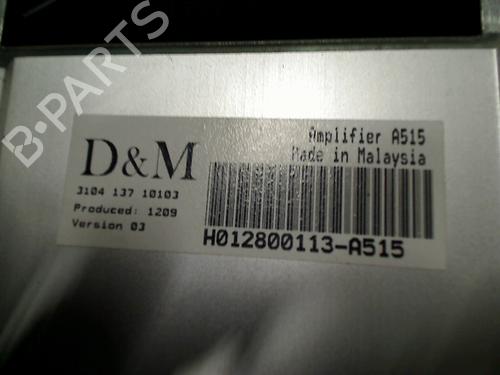 B-PARTS
D&M
3104 137 10103
Produced: 1209
Version 03
Amplifier A515
Made in Malaysia
H012800113-A515